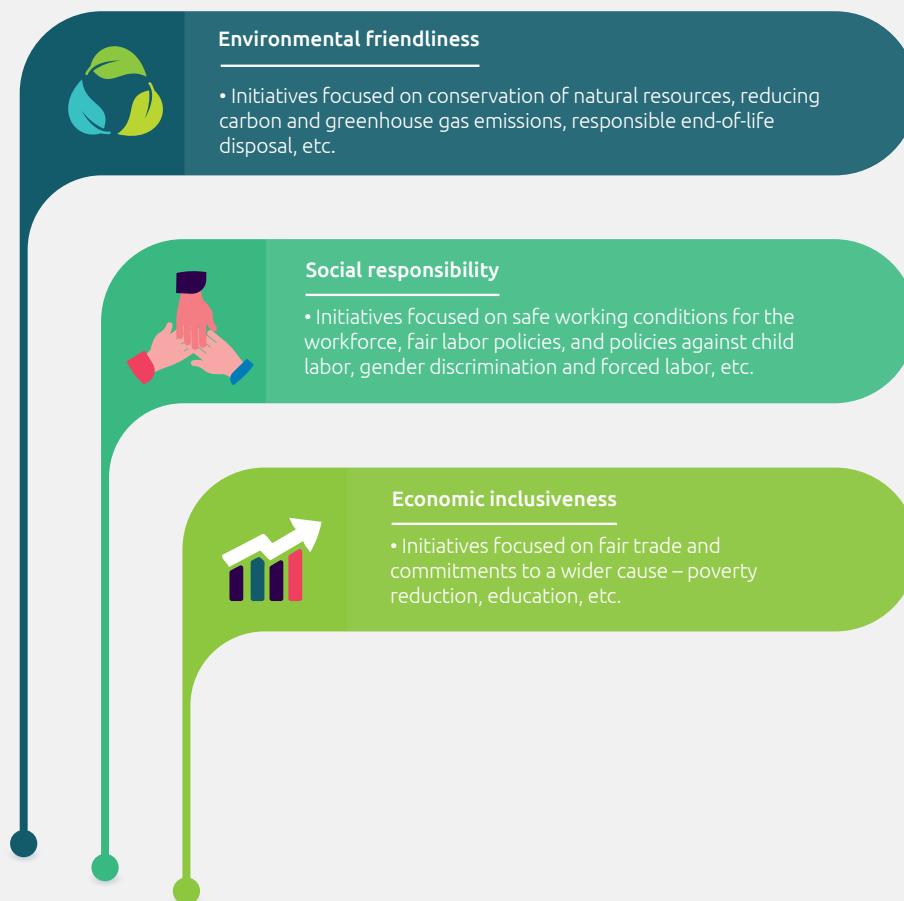 Environmental friendliness
• Initiatives focused on conservation of natural resources, reducing
carbon and greenhouse gas emissions, responsible end-of-life
disposal, etc.
Social responsibility
• Initiatives focused on safe working conditions for the
workforce, fair labor policies, and policies against child
labor, gender discrimination and forced labor, etc.
Economic inclusiveness
• Initiatives focused on fair trade and
commitments to a wider cause – poverty
reduction, education, etc.